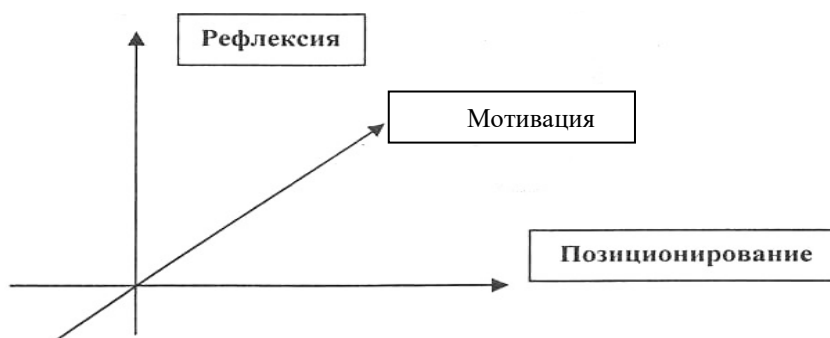 Рефлексия
Мотивация
Позиционирование